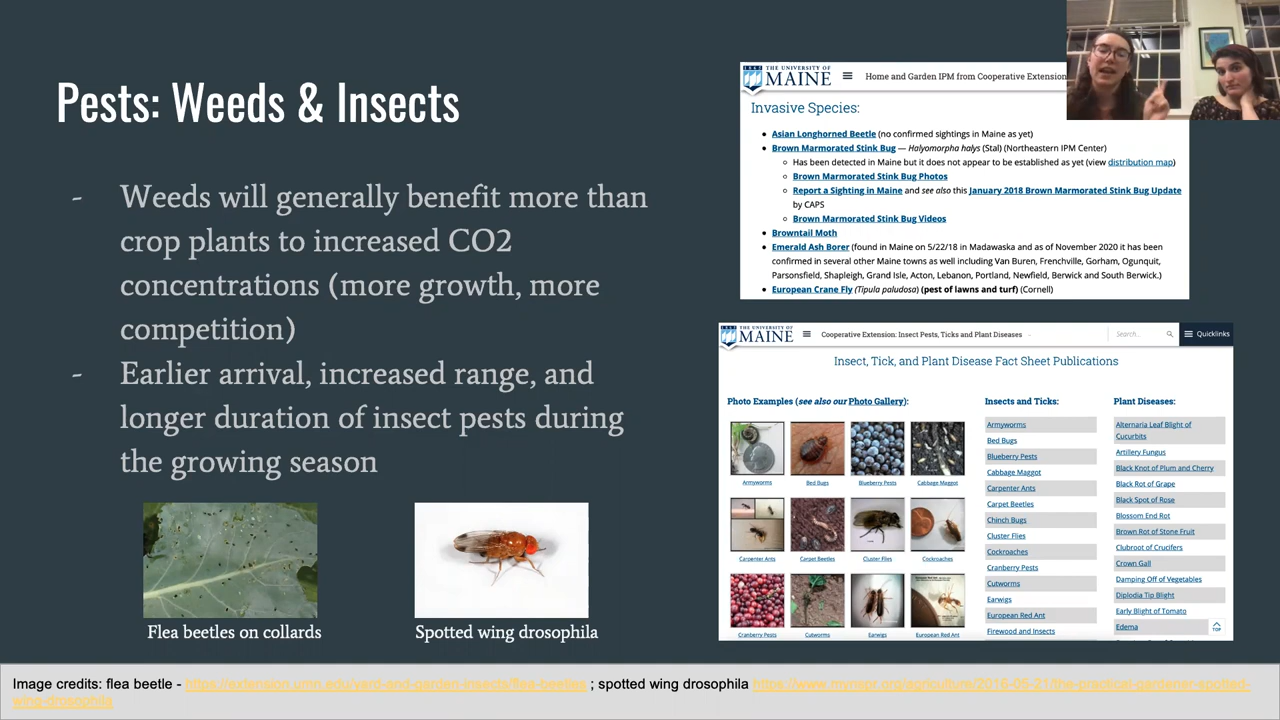 Pests: Weeds & Insects
- Weeds will generally benefit more than
crop plants to increased CO2
concentrations (more growth, more
competition)
- Earlier arrival, increased range, and
longer duration of insect pests during
the growing season
Flea beetles on collards
Spotted wing drosophila
THE UNIVERSITY OF
MAINE
Home and Garden IPM from Cooperative Extension
Invasive Species:
Asian Longhorned Beetle (no confirmed sightings in Maine as yet)
Brown Marmorated Stink Bug — Halyomorpha halys (Stal) (Northeastern IPM Center)
Has been detected in Maine but it does not appear to be established as yet (view distribution map)
Brown Marmorated Stink Bug Photos
Report a Sighting in Maine and see also this January 2018 Brown Marmorated Stink Bug Update
by CAPS
Brown Marmorated Stink Bug Videos
Browntail Moth
Emerald Ash Borer (found in Maine on 5/22/18 in Madawaska and as of November 2020 it has been
confirmed in several other Maine towns as well including Van Buren, Frenchville, Gorham, Ogunquit,
Parsonsfield, Shapleigh, Grand Isle, Acton, Lebanon, Portland, Newfield, Berwick and South Berwick.)
European Crane Fly (Tipula paludosa) (pest of lawns and turf) (Cornell)
THE UNIVERSITY OF
MAINE
Cooperative Extension: Insect Pests, Ticks and Plant Diseases
Search...
Quicklinks
Insect, Tick, and Plant Disease Fact Sheet Publications
Photo Examples (see also our Photo Gallery):
Armyworms
Bed Bugs
Blueberry Pests
Cabbage Maggot
Carpenter Ants
Carpet Beetles
Cluster Flies
Cockroaches
Cranberry Pests
Cutworms
Earwigs
European Red Ant
Insects and Ticks:
Armyworms
Bed Bugs
Blueberry Pests
Cabbage Maggot
Carpenter Ants
Carpet Beetles
Chinch Bugs
Cluster Flies
Cockroaches
Cranberry Pests
Cutworms
Earwigs
European Red Ant
Firewood and Insects
Plant Diseases:
Alternaria Leaf Blight of
Cucurbits
Artillery Fungus
Black Knot of Plum and Cherry
Black Rot of Grape
Black Spot of Rose
Blossom End Rot
Brown Rot of Stone Fruit
Clubroot of Crucifers
Crown Gall
Damping Off of Vegetables
Diplodia Tip Blight
Early Blight of Tomato
Edema
TOP
Image credits: flea beetle - https://extension.umn.edu/yard-and-garden-insects/flea-beetles ; spotted wing drosophila https://www.mynspr.org/agriculture/2016-05-21/the-practical-gardener-spotted-
wing-drosophila